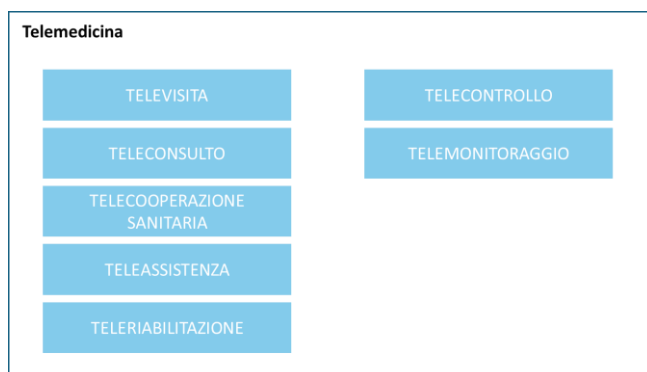 Telemedicina
TELEVISITA
TELECONSULTO
TELECOOPERAZIONE
SANITARIA
TELEASSISTENZA
TELERIABILITAZIONE
TELECONTROLLO
TELEMONITORAGGIO